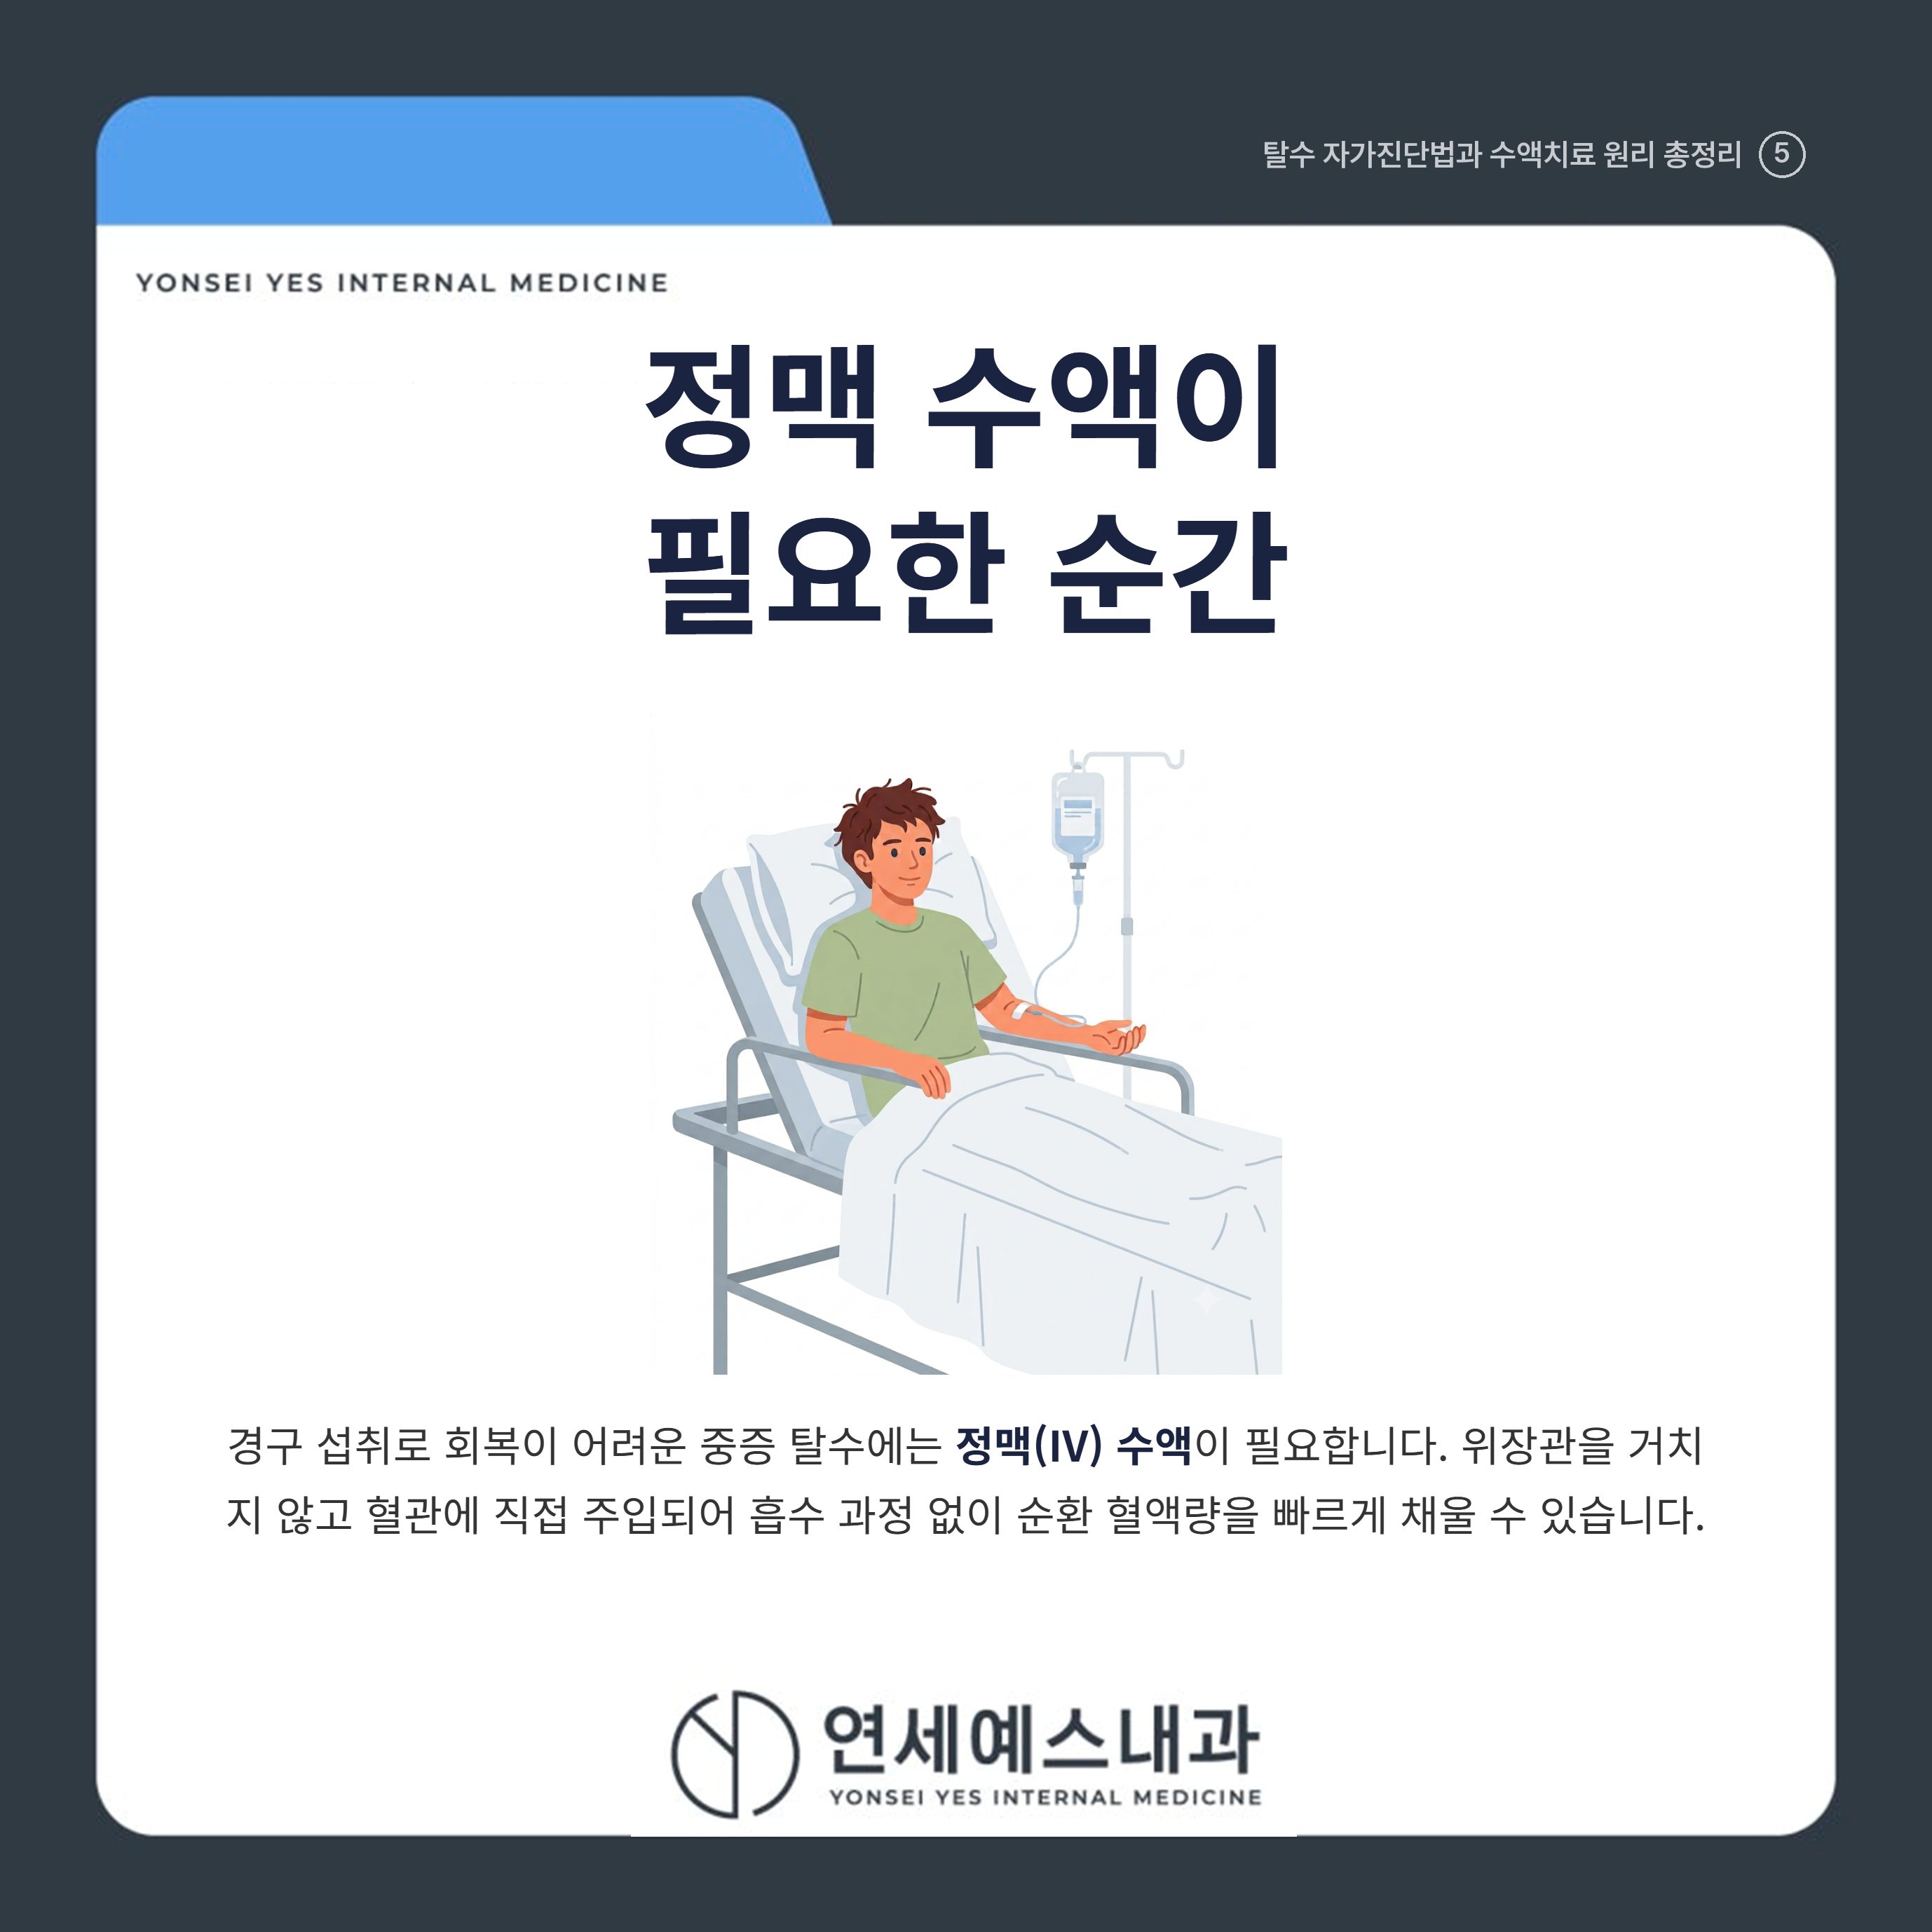 탈수 자가진단법과 수액치료 원리 총정리 5
YONSEI YES INTERNAL MEDICINE
정맥 수액이
필요한 순간
경구 섭취로 회복이 어려운 중증 탈수에는 정맥(IV) 수액이 필요합니다. 위장관을 거치
지 않고 혈관에 직접 주입되어 흡수 과정 없이 순환 혈액량을 빠르게 채울 수 있습니다.
연세예스내과
YONSEI YES INTERNAL MEDICINE